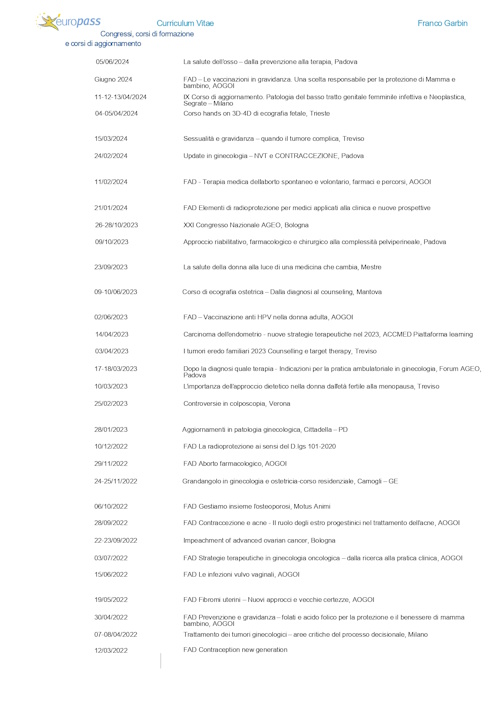 europass Curriculum Vitae Franco Garbin
Congressi, corsi di formazione
e corsi di aggiornamento
05/06/2024 La salute dell'osso – dalla prevenzione alla terapia, Padova
Giugno 2024 FAD – Le vaccinazioni in gravidanza. Una scelta responsabile per la protezione di Mamma e
bambino, AOGOI
11-12-13/04/2024 IX Corso di aggiornamento. Patologia del basso tratto genitale femminile infettiva e Neoplastica,
Segrate – Milano
04-05/04/2024 Corso hands on 3D-4D di ecografia fetale, Trieste
15/03/2024 Sessualità e gravidanza – quando il tumore complica, Treviso
24/02/2024 Update in ginecologia – NVT e CONTRACCEZIONE, Padova
11/02/2024 FAD - Terapia medica dell'aborto spontaneo e volontario, farmaci e percorsi, AOGOI
21/01/2024 FAD Elementi di radioprotezione per medici applicati alla clinica e nuove prospettive
26-28/10/2023 XXI Congresso Nazionale AGEO, Bologna
09/10/2023 Approccio riabilitativo, farmacologico e chirurgico alla complessità pelviperineale, Padova
23/09/2023 La salute della donna alla luce di una medicina che cambia, Mestre
09-10/06/2023 Corso di ecografia ostetrica – Dalla diagnosi al counseling, Mantova
02/06/2023 FAD – Vaccinazione anti HPV nella donna adulta, AOGOI
14/04/2023 Carcinoma dell'endometrio - nuove strategie terapeutiche nel 2023, ACCMED Piattaforma learning
03/04/2023 I tumori eredo familiari 2023 Counselling e target therapy, Treviso
17-18/03/2023 Dopo la diagnosi quale terapia - Indicazioni per la pratica ambulatoriale in ginecologia, Forum AGEO,
Padova
10/03/2023 L'importanza dell'approccio dietetico nella donna dall'età fertile alla menopausa, Treviso
25/02/2023 Controversie in colposcopia, Verona
28/01/2023 Aggiornamenti in patologia ginecologica, Cittadella – PD
10/12/2022 FAD La radioprotezione ai sensi del D.lgs 101-2020
29/11/2022 FAD Aborto farmacologico, AOGOI
24-25/11/2022 Grandangolo in ginecologia e ostetricia-corso residenziale, Camogli – GE
06/10/2022 FAD Gestiamo insieme l'osteoporosi, Motus Animi
28/09/2022 FAD Contraccezione e acne - Il ruolo degli estro progestinici nel trattamento dell'acne, AOGOI
22-23/09/2022 Impeachment of advanced ovarian cancer, Bologna
03/07/2022 FAD Strategie terapeutiche in ginecologia oncologica – dalla ricerca alla pratica clinica, AOGOI
15/06/2022 FAD Le infezioni vulvo vaginali, AOGOI
19/05/2022 FAD Fibromi uterini – Nuovi approcci e vecchie certezze, AOGOI
30/04/2022 FAD Prevenzione e gravidanza – folati e acido folico per la protezione e il benessere di mamma
bambino, AOGOI
07-08/04/2022 Trattamento dei tumori ginecologici – aree critiche del processo decisionale, Milano
12/03/2022 FAD Contraception new generation